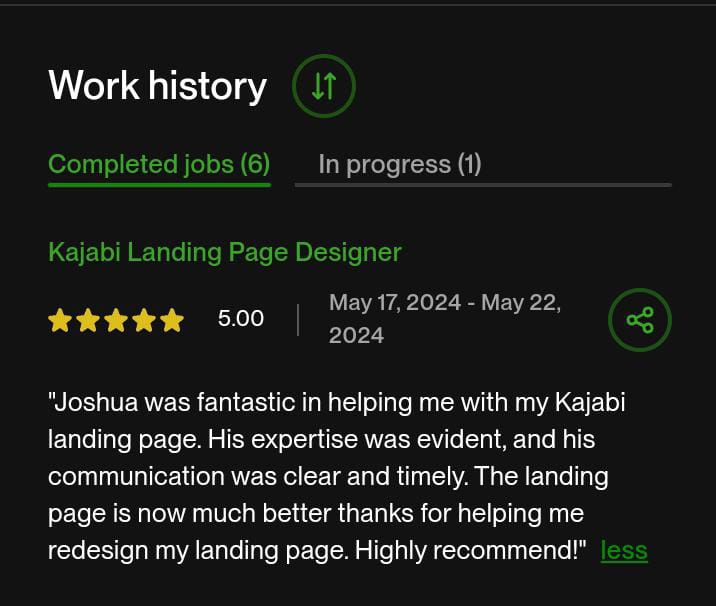 Work history
Completed jobs (6) In progress (1)
Kajabi Landing Page Designer
5.00 May 17, 2024 - May 22,
2024
"Joshua was fantastic in helping me with my Kajabi
landing page. His expertise was evident, and his
communication was clear and timely. The landing
page is now much better thanks for helping me
redesign my landing page. Highly recommend!" less